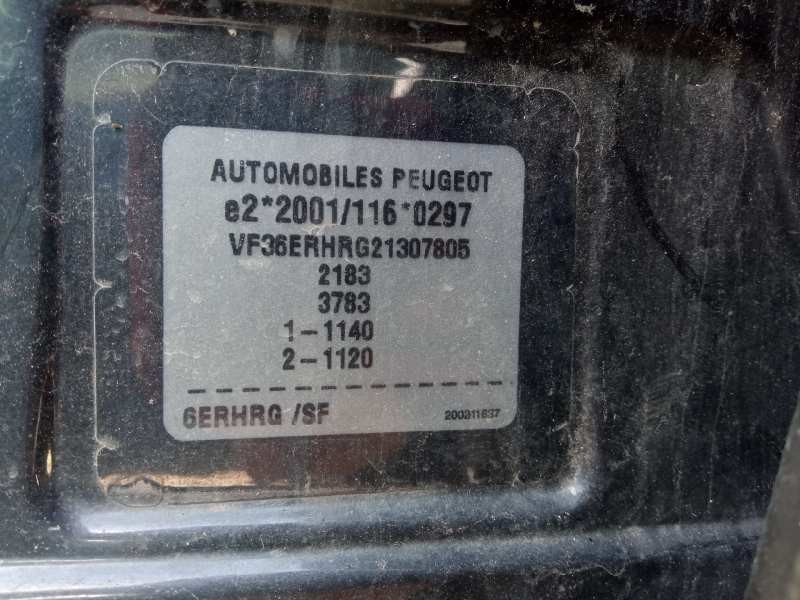 AUTOMOBILES PEUGEOT
e2*2001/116*0297
VF36ERHRG21307805
2183
3783
1-1140
2-1120
6ERHRG /SF